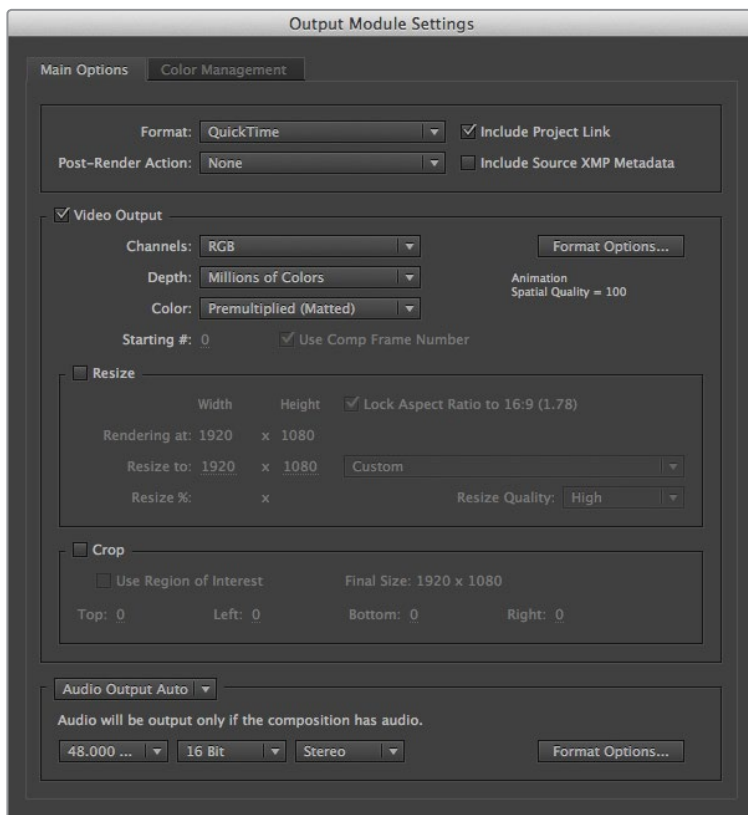 Output Module Settings
Main Options Color Management
Format: QuickTime Include Project Link
Post-Render Action: None Include Source XMP Metadata
Video Output
Channels: RGB Format Options...
Depth: Millions of Colors Animation
Spatial Quality = 100
Color: Premultiplied (Matted)
Starting #: 0 Use Comp Frame Number
Resize
Width Height Lock Aspect Ratio to 16:9 (1.78)
Rendering at: 1920 x 1080
Resize to: 1920 x 1080 Custom
Resize %: x Resize Quality: High
Crop
Use Region of Interest Final Size: 1920 x 1080
Top: 0 Left: 0 Bottom: 0 Right: 0
Audio Output Auto
Audio will be output only if the composition has audio.
48.000 ... 16 Bit Stereo Format Options...